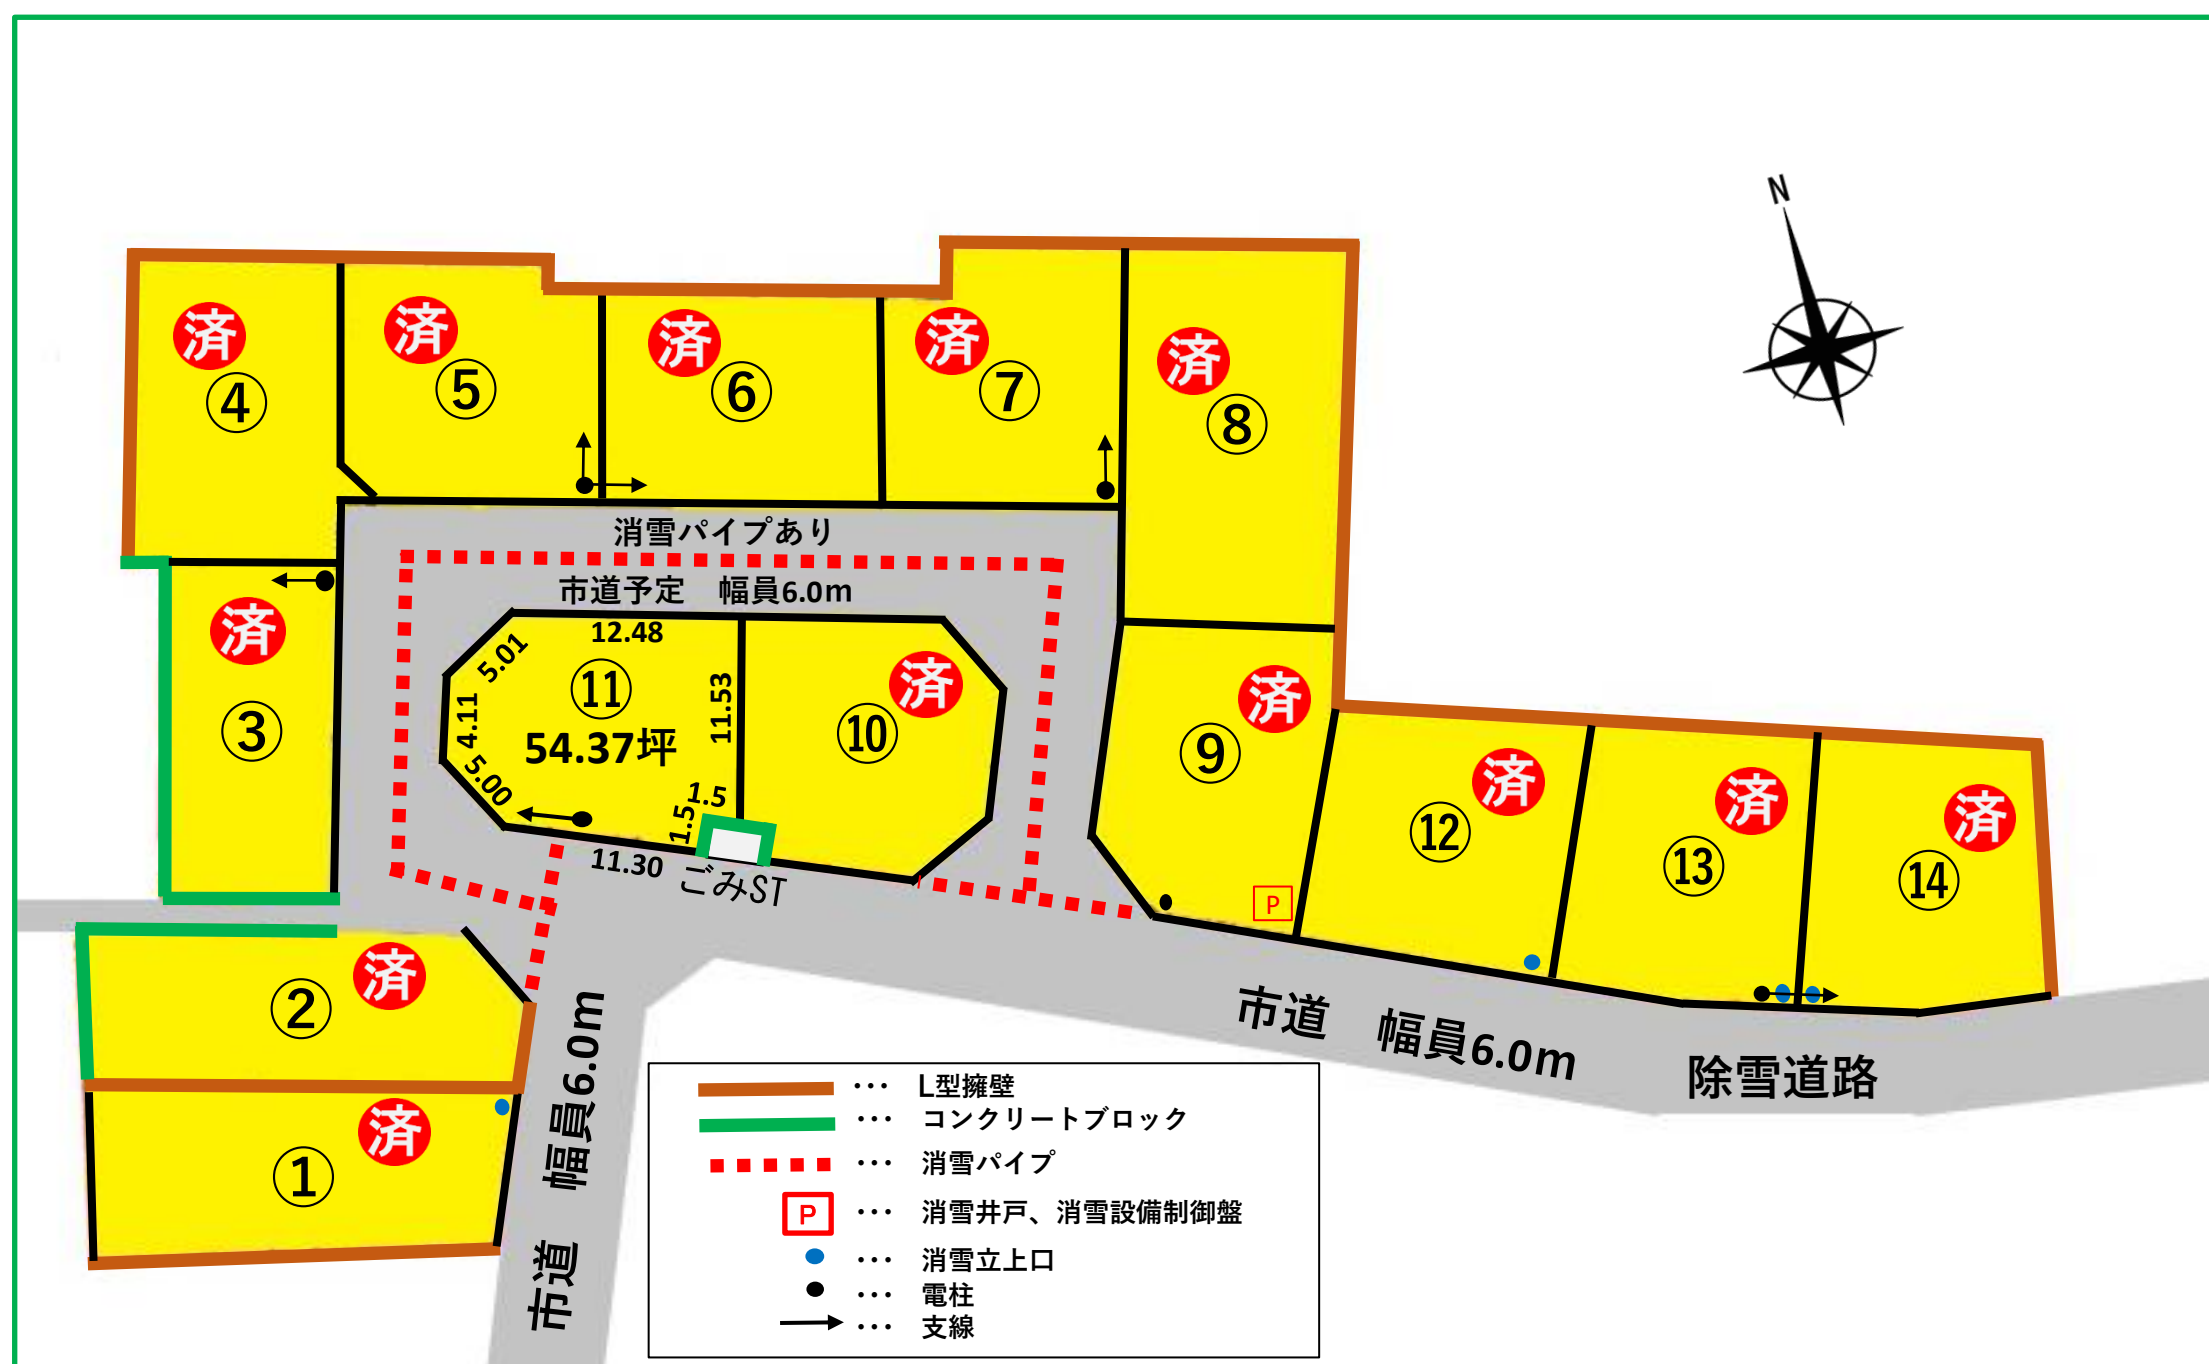 N
済
④
済
⑤
済
⑥
済
⑦
済
⑧
消雪パイプあり
市道予定 幅員6.0m
済
③
12.48
5.01
4.11
5.00
⑪
54.37坪
11.53
1.5
1.5
11.30
ごみST
済
⑩
済
⑨
P
済
⑫
済
⑬
済
⑭
済
②
済
①
市道 幅員6.0m
市道 幅員6.0m
除雪道路
… L型擁壁
… コンクリートブロック
… 消雪パイプ
P … 消雪井戸、消雪設備制御盤
… 消雪立上口
… 電柱
… 支線